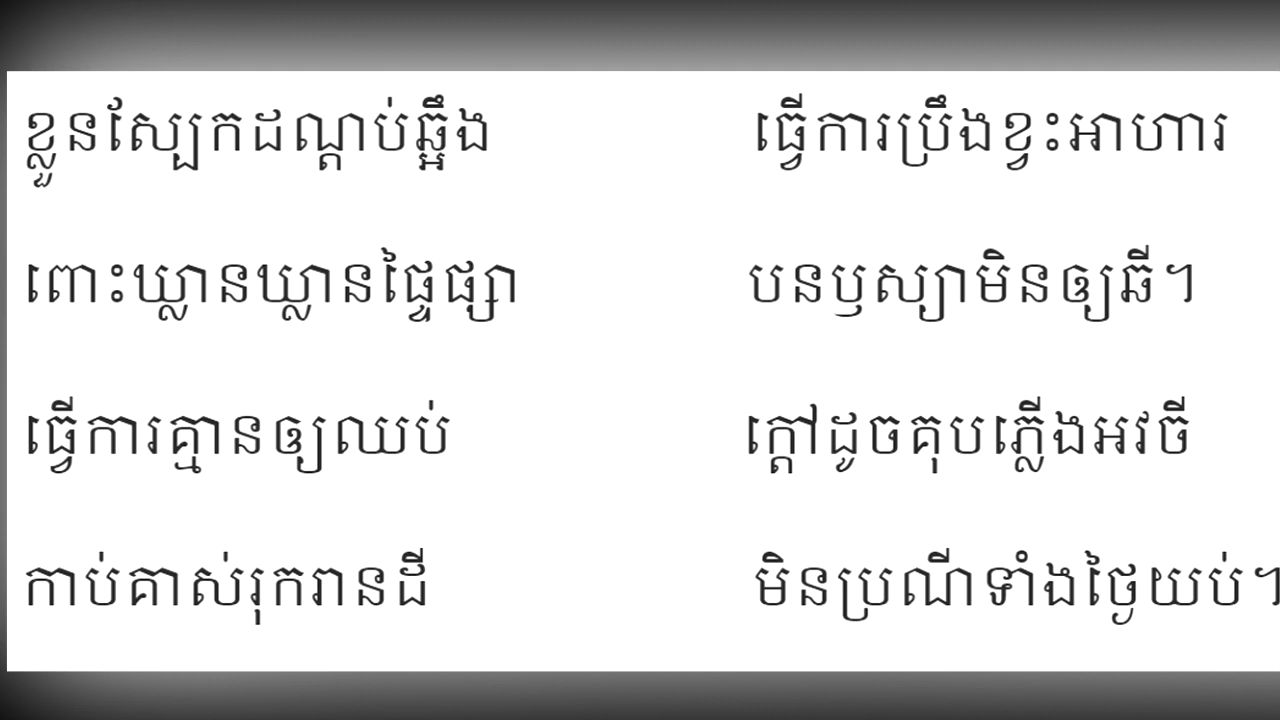 ខ្លួនស្បែកដណ្ដប់ឆ្អឹង ធ្វើការប្រឹងខ្វះអាហារ
ពោះឃ្លានឃ្លានផ្ទៃផ្សា បនឫស្យាមិនឲ្យឆី។
ធ្វើការគ្មានឲ្យឈប់ ក្ដៅដូចគុបភ្លើងអវចី
កាប់គាស់រុករានដី មិនប្រណីទាំងថ្ងៃយប់។